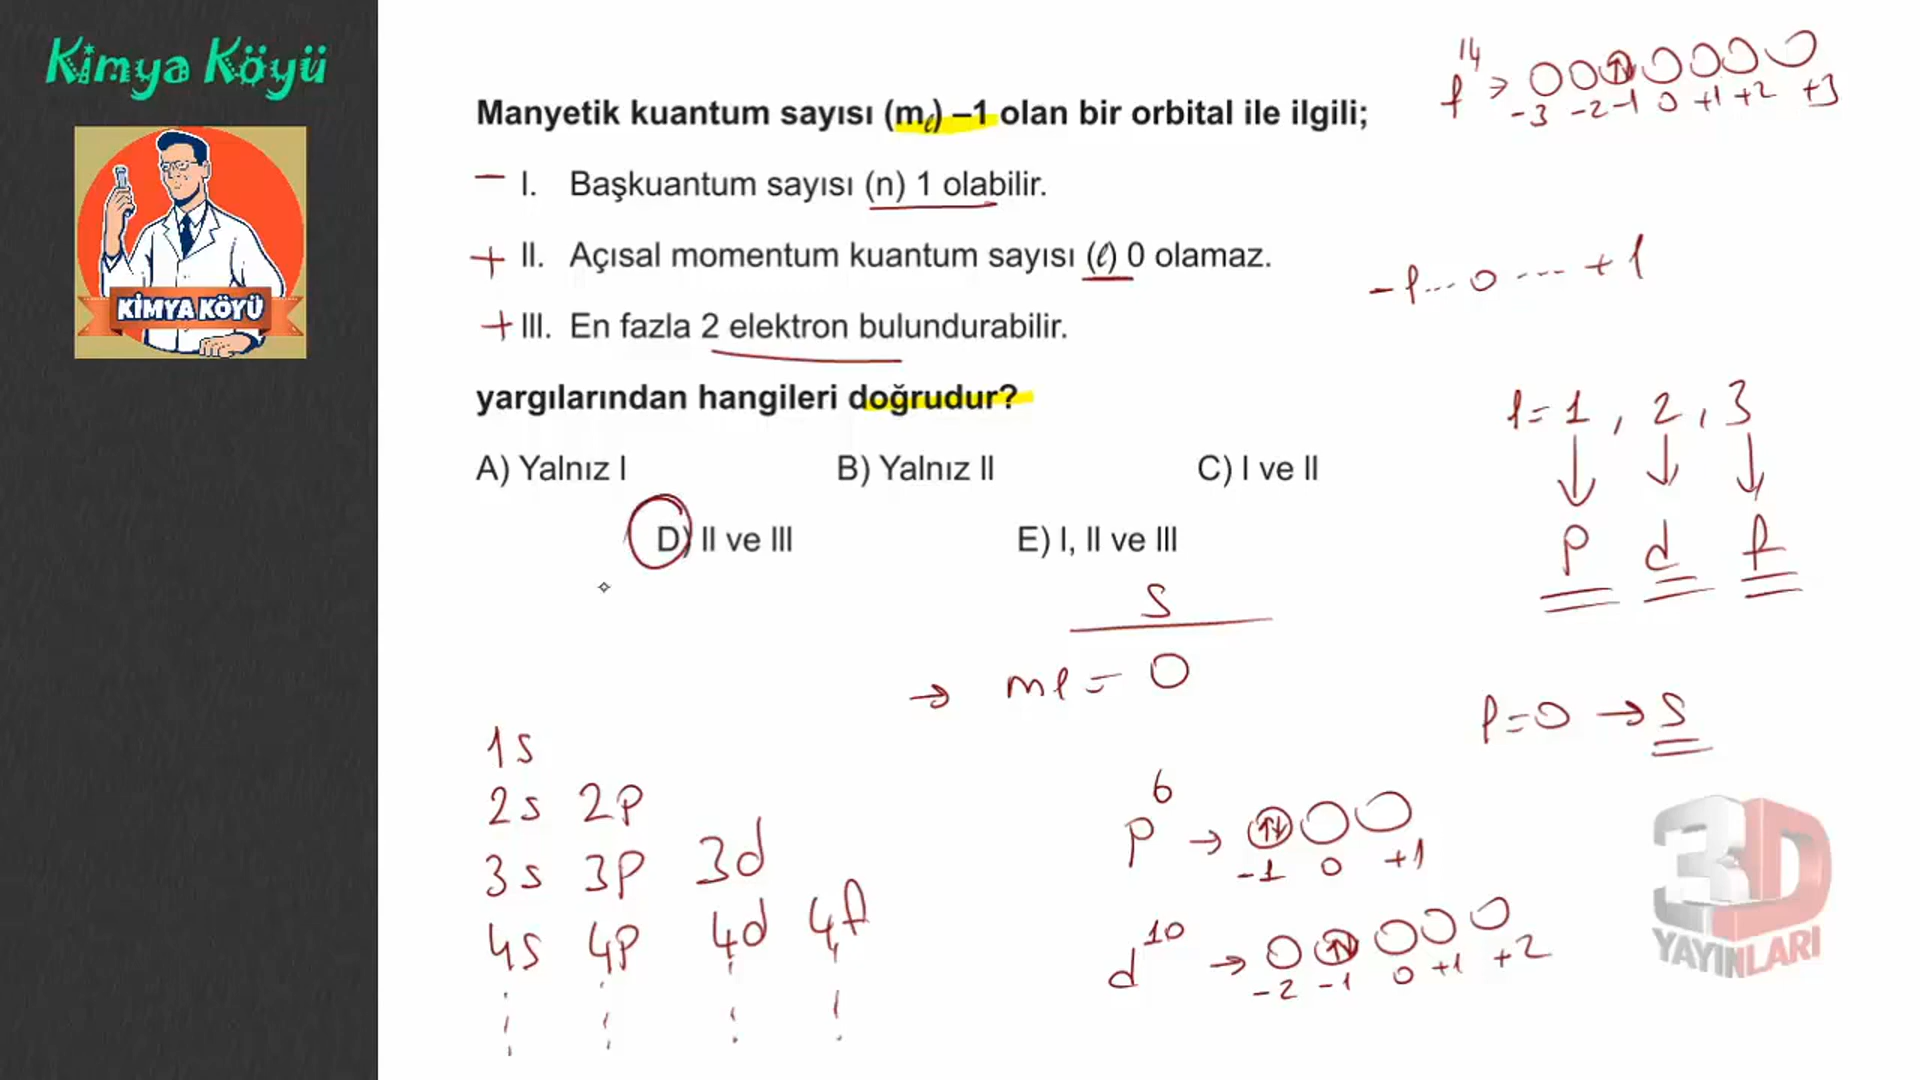 Kimya Köyü
KİMYA KÖYÜ
Manyetik kuantum sayısı (mℓ) –1 olan bir orbital ile ilgili;
– I. Başkuantum sayısı (n) 1 olabilir.
+ II. Açısal momentum kuantum sayısı (ℓ) 0 olamaz.
+ III. En fazla 2 elektron bulundurabilir.
yargılarından hangileri doğrudur?
A) Yalnız I B) Yalnız II C) I ve II
D) II ve III E) I, II ve III
f¹⁴ →
-3 -2 -1 0 +1 +2 +3
-l... 0 .... +l
l = 1 , 2 , 3
p d f
s
→ ml = 0
l = 0 → s
1s
2s 2p
3s 3p 3d
4s 4p 4d 4f
p⁶ →
-1 0 +1
d¹⁰ →
-2 -1 0 +1 +2
3D
YAYINLARI